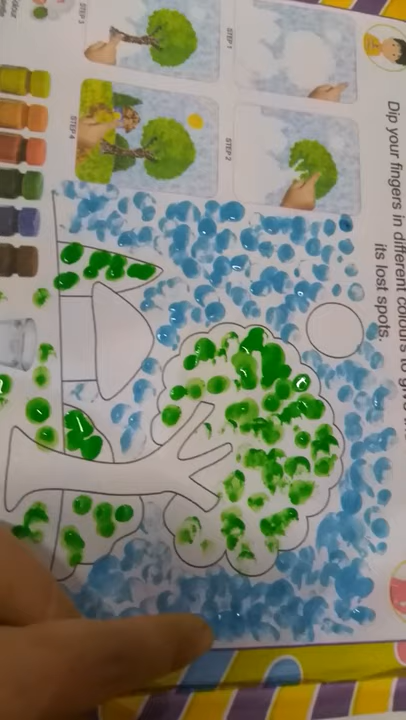 Dip your fingers in different colours to give
its lost spots.
STEP 1
STEP 2
STEP 3
STEP 4